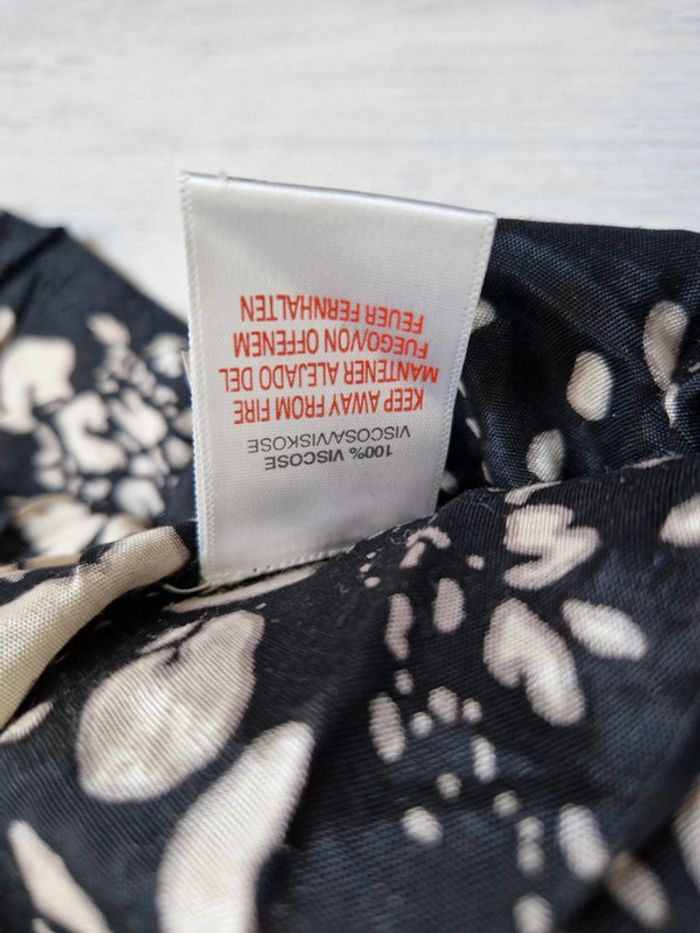 100% VISCOSE
VISCOSA/VISKOSE
KEEP AWAY FROM FIRE
MANTENER ALEJADO DEL
FUEGO/VON OFFENEM
FEUER FERNHALTEN